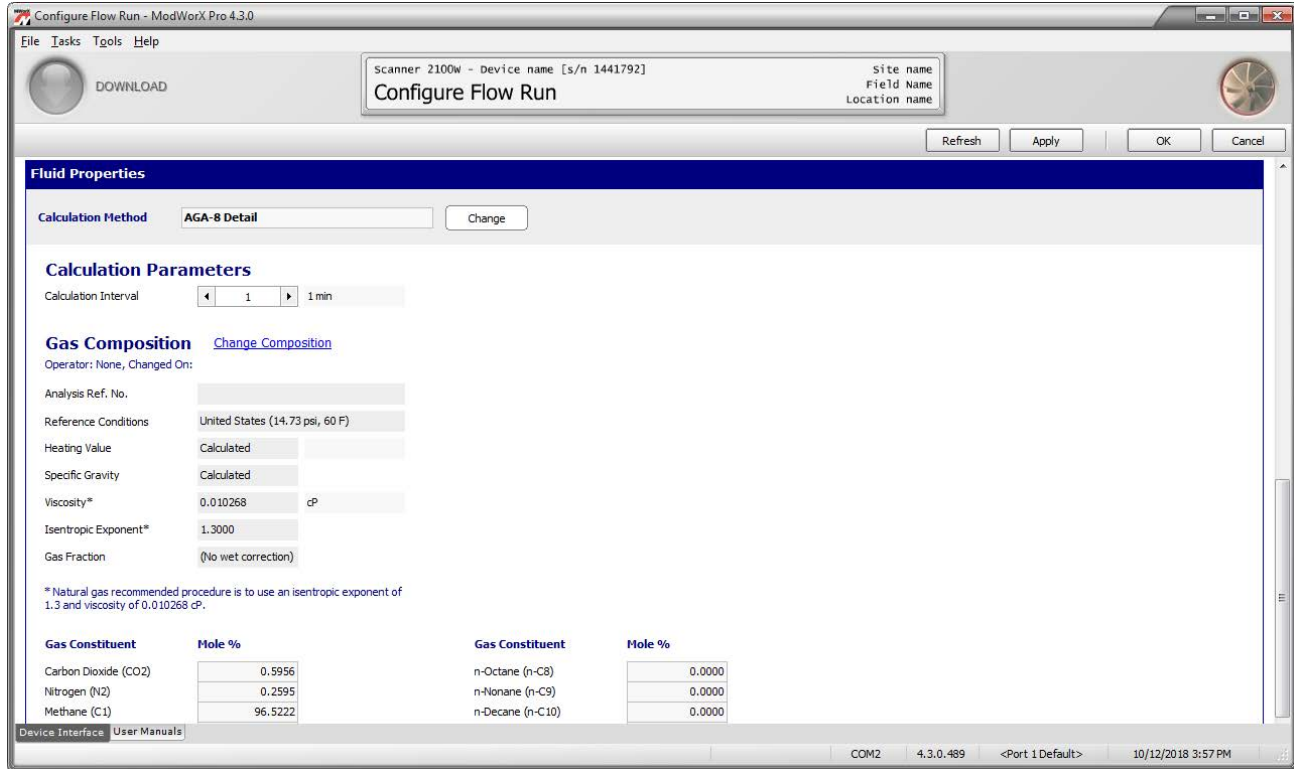 Configure Flow Run - ModWorX Pro 4.3.0
File Tasks Tools Help
DOWNLOAD
Scanner 2100W - Device name [s/n 1441792]
Configure Flow Run
Site name
Field Name
Location name
Refresh Apply OK Cancel
Fluid Properties
Calculation Method AGA-8 Detail Change
Calculation Parameters
Calculation Interval 1 1 min
Gas Composition Change Composition
Operator: None, Changed On:
Analysis Ref. No.
Reference Conditions United States (14.73 psi, 60 F)
Heating Value Calculated
Specific Gravity Calculated
Viscosity* 0.010268 cP
Isentropic Exponent* 1.3000
Gas Fraction (No wet correction)
* Natural gas recommended procedure is to use an isentropic exponent of
1.3 and viscosity of 0.010268 cP.
Gas Constituent Mole % Gas Constituent Mole %
Carbon Dioxide (CO2) 0.5956 n-Octane (n-C8) 0.0000
Nitrogen (N2) 0.2595 n-Nonane (n-C9) 0.0000
Methane (C1) 96.5222 n-Decane (n-C10) 0.0000
Device Interface User Manuals
COM2 4.3.0.489 <Port 1 Default> 10/12/2018 3:57 PM